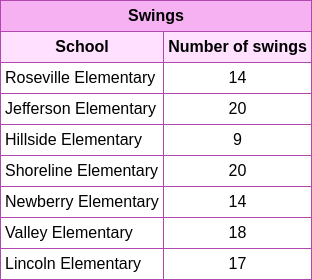 Swings
School Number of swings
Roseville Elementary 14
Jefferson Elementary 20
Hillside Elementary 9
Shoreline Elementary 20
Newberry Elementary 14
Valley Elementary 18
Lincoln Elementary 17